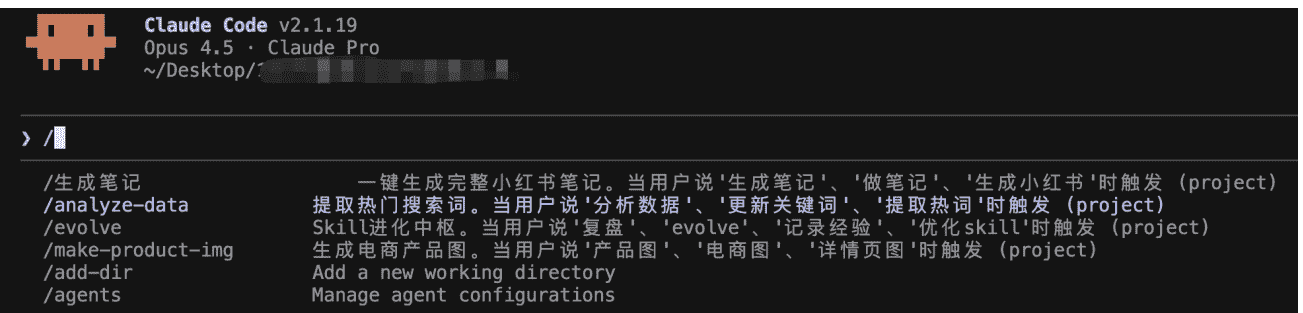 Claude Code v2.1.19
Opus 4.5 · Claude Pro
~/Desktop/
❯ /
/生成笔记 一键生成完整小红书笔记。当用户说'生成笔记'、'做笔记'、'生成小红书'时触发 (project)
/analyze-data 提取热门搜索词。当用户说'分析数据'、'更新关键词'、'提取热词'时触发 (project)
/evolve Skill进化中枢。当用户说'复盘'、'evolve'、'记录经验'、'优化skill'时触发 (project)
/make-product-img 生成电商产品图。当用户说'产品图'、'电商图'、'详情页图'时触发 (project)
/add-dir Add a new working directory
/agents Manage agent configurations